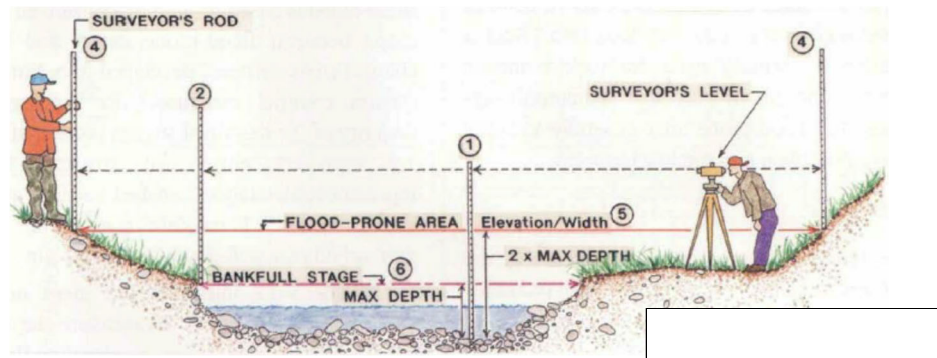 SURVEYOR'S ROD
④
④
②
SURVEYOR'S LEVEL
①
FLOOD-PRONE AREA Elevation/Width ⑤
2 x MAX DEPTH
BANKFULL STAGE ⑥
MAX DEPTH